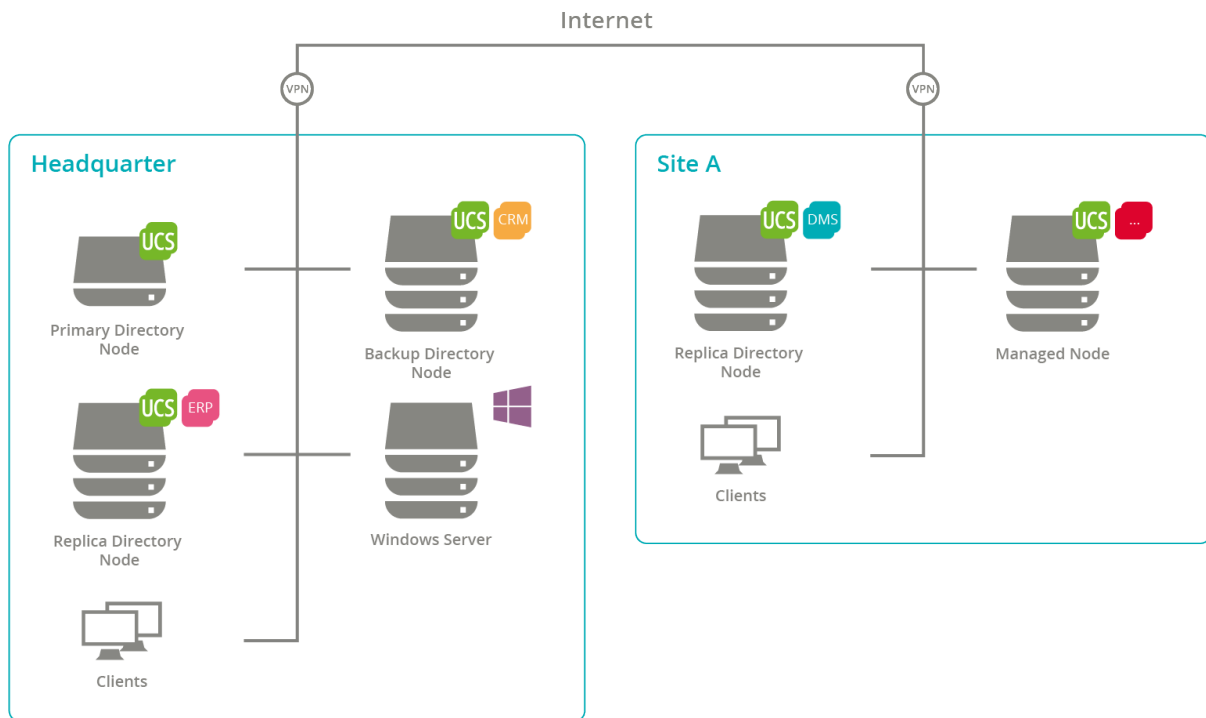 Internet
VPN
VPN
Headquarter
UCS
Primary Directory
Node
UCS
CRM
Backup Directory
Node
UCS
ERP
Replica Directory
Node
Windows Server
Clients
Site A
UCS
DMS
Replica Directory
Node
UCS
...
Managed Node
Clients